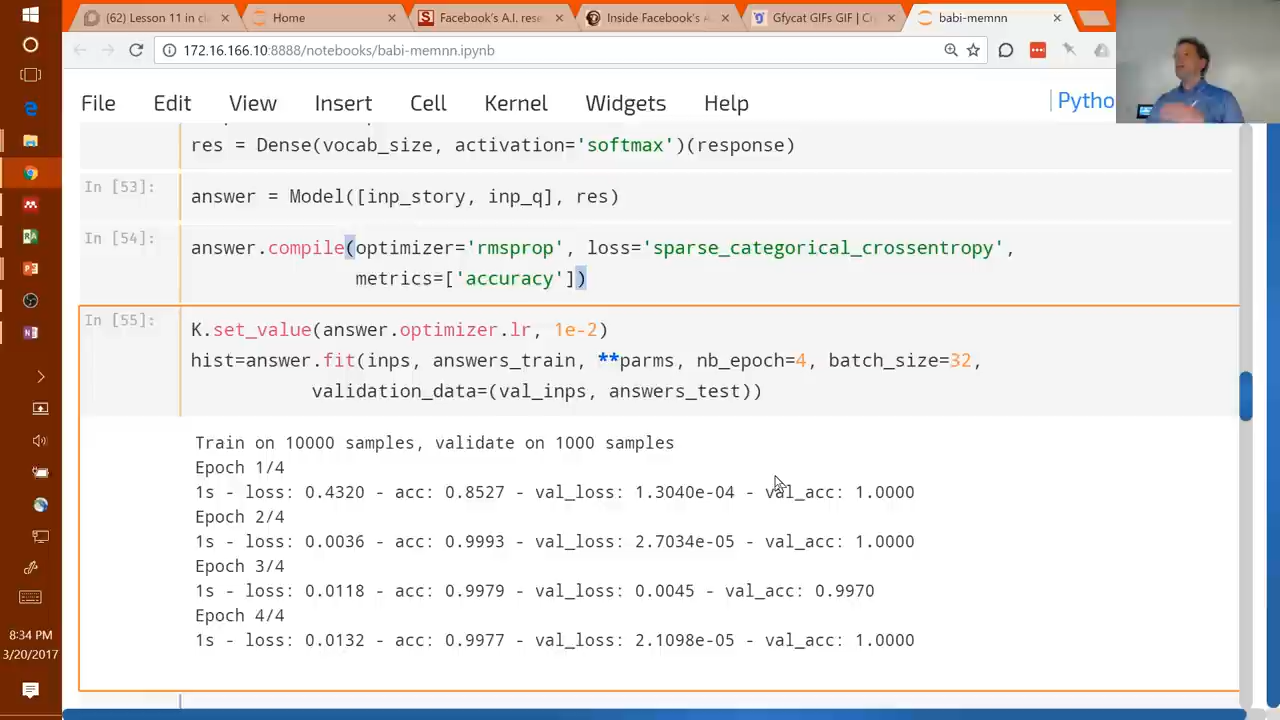 (62) Lesson 11 in cl
Home
Facebook's A.I. rese
Inside Facebook's A
Gfycat GIFs GIF | Cr
babi-memnn
172.16.166.10:8888/notebooks/babi-memnn.ipynb
File Edit View Insert Cell Kernel Widgets Help
Pytho
res = Dense(vocab_size, activation='softmax')(response)
In [53]:
answer = Model([inp_story, inp_q], res)
In [54]:
answer.compile(optimizer='rmsprop', loss='sparse_categorical_crossentropy',
metrics=['accuracy'])
In [55]:
K.set_value(answer.optimizer.lr, 1e-2)
hist=answer.fit(inps, answers_train, **parms, nb_epoch=4, batch_size=32,
validation_data=(val_inps, answers_test))
Train on 10000 samples, validate on 1000 samples
Epoch 1/4
1s - loss: 0.4320 - acc: 0.8527 - val_loss: 1.3040e-04 - val_acc: 1.0000
Epoch 2/4
1s - loss: 0.0036 - acc: 0.9993 - val_loss: 2.7034e-05 - val_acc: 1.0000
Epoch 3/4
1s - loss: 0.0118 - acc: 0.9979 - val_loss: 0.0045 - val_acc: 0.9970
Epoch 4/4
1s - loss: 0.0132 - acc: 0.9977 - val_loss: 2.1098e-05 - val_acc: 1.0000
8:34 PM
3/20/2017